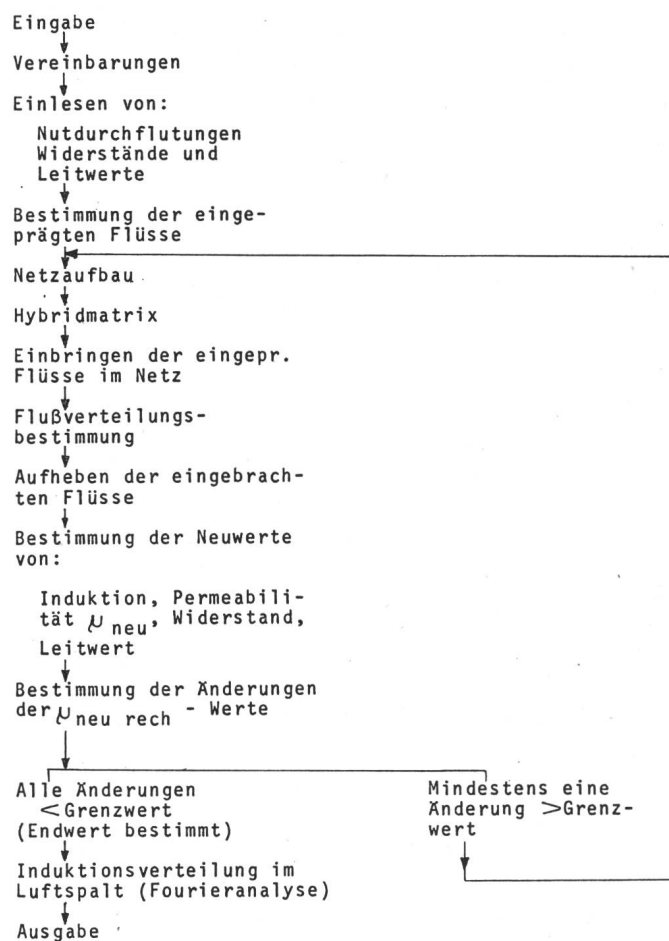 Eingabe
Vereinbarungen
Einlesen von:
Nutdurchflutungen
Widerstände und
Leitwerte
Bestimmung der einge-
prägten Flüsse
Netzaufbau
Hybridmatrix
Einbringen der eingepr.
Flüsse im Netz
Flußverteilungs-
bestimmung
Aufheben der eingebrach-
ten Flüsse
Bestimmung der Neuwerte
von:
Induktion, Permeabili-
tät μ neu, Widerstand,
Leitwert
Bestimmung der Änderungen
der μ neu rech - Werte
Alle Änderungen
<Grenzwert
(Endwert bestimmt)
Mindestens eine
Änderung >Grenz-
wert
Induktionsverteilung im
Luftspalt (Fourieranalyse)
Ausgabe